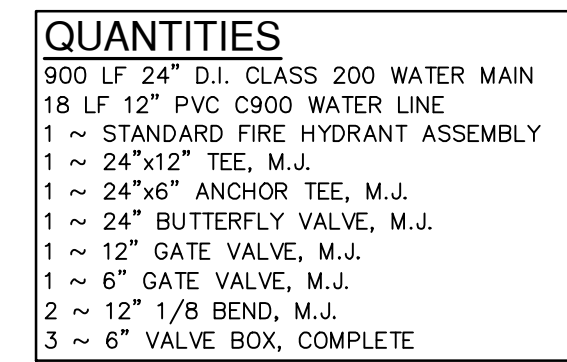 QUANTITIES
900 LF 24” D.I. CLASS 200 WATER MAIN
18 LF 12” PVC C900 WATER LINE
1 ~ STANDARD FIRE HYDRANT ASSEMBLY
1 ~ 24”x12” TEE, M.J.
1 ~ 24”x6” ANCHOR TEE, M.J.
1 ~ 24” BUTTERFLY VALVE, M.J.
1 ~ 12” GATE VALVE, M.J.
1 ~ 6” GATE VALVE, M.J.
2 ~ 12” 1/8 BEND, M.J.
3 ~ 6” VALVE BOX, COMPLETE